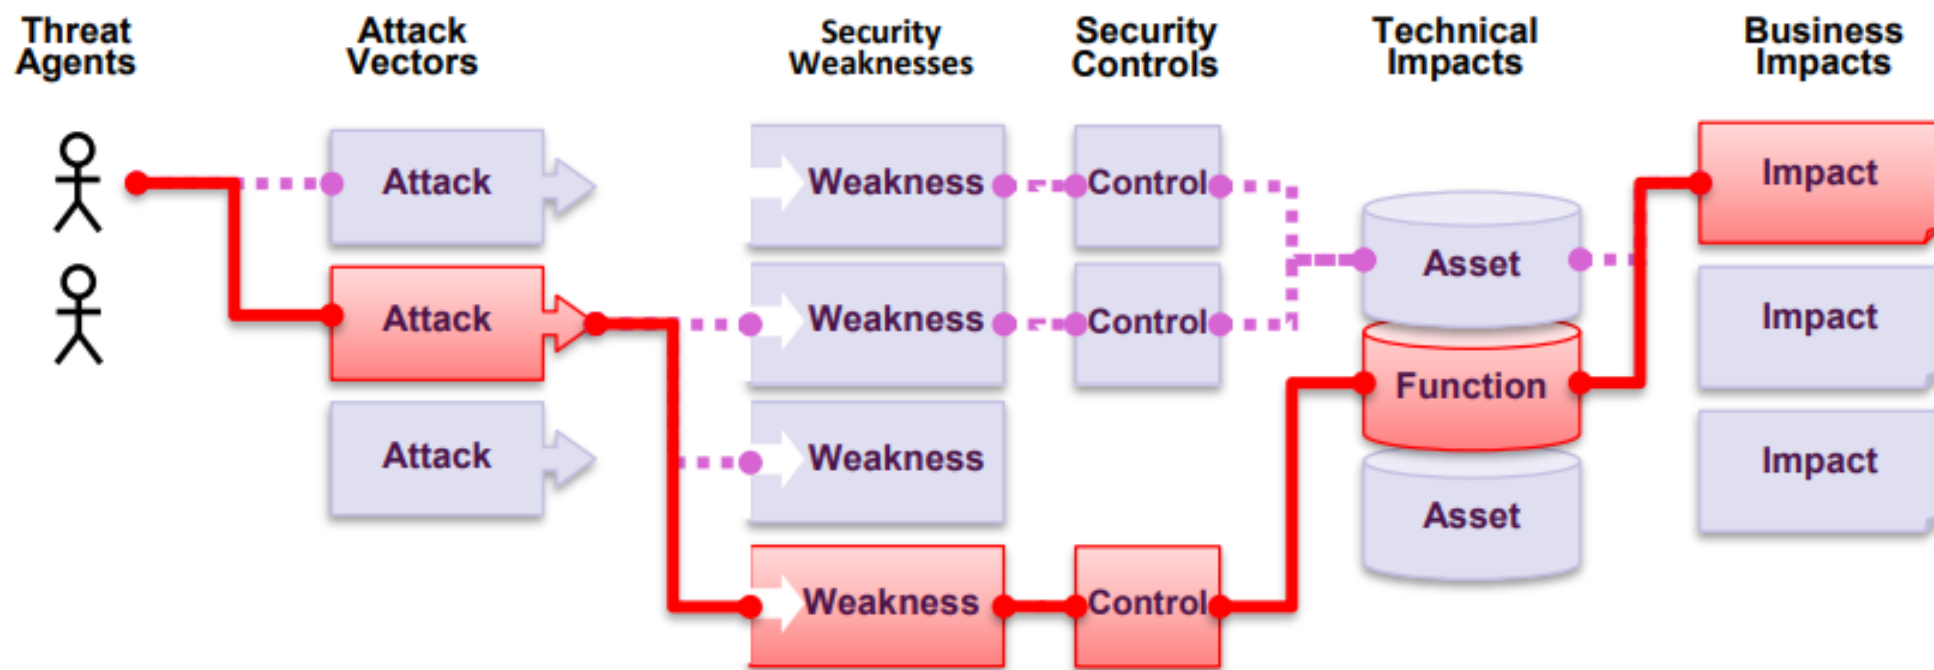 Threat Agents
Attack Vectors
Security Weaknesses
Security Controls
Technical Impacts
Business Impacts
Attack
Weakness
Control
Impact
Asset
Attack
Weakness
Control
Impact
Function
Attack
Weakness
Impact
Asset
Weakness
Control